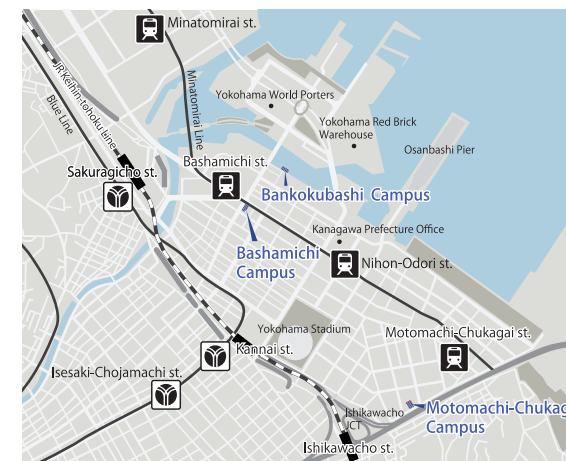 Minatomirai st.
JR Keihin-tohoku Line
Blue Line
Minatomirai Line
Yokohama World Porters
Yokohama Red Brick
Warehouse
Osanbashi Pier
Bashamichi st.
Sakuragicho st.
Bankokubashi Campus
Kanagawa Prefecture Office
Bashamichi
Campus
Nihon-Odori st.
Yokohama Stadium
Motomachi-Chukagai st.
Kannai st.
Isesaki-Chojamachi st.
Ishikawacho
JCT
Motomachi-Chukag
Campus
Ishikawacho st.